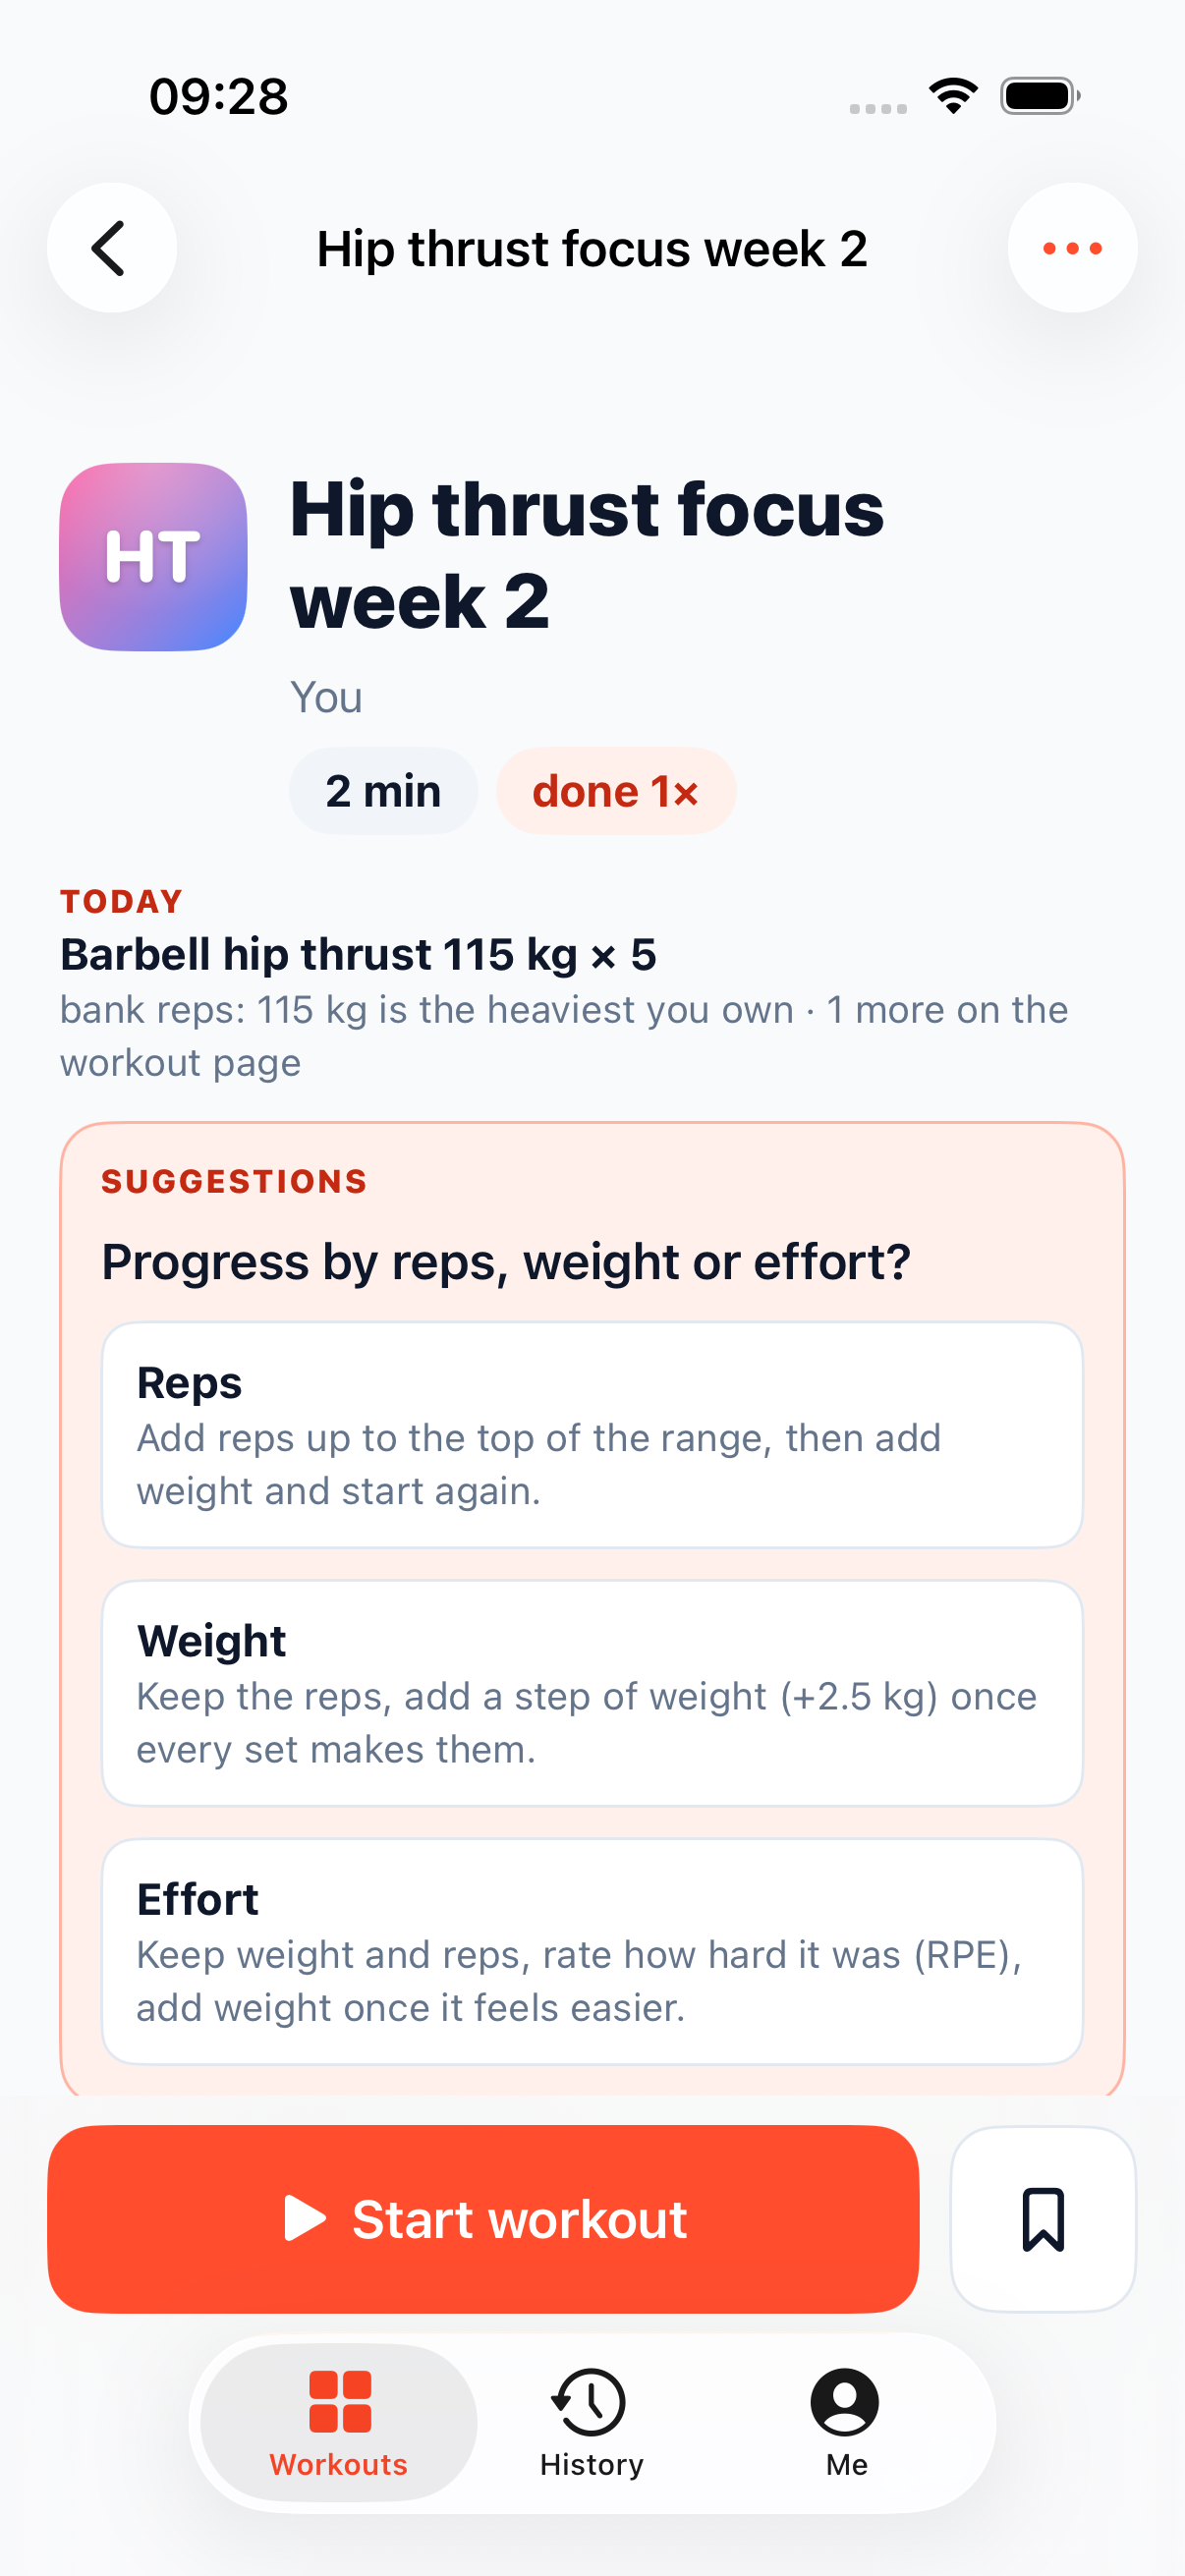 09:28
Hip thrust focus week 2
HT
Hip thrust focus
week 2
You
2 min
done 1×
TODAY
Barbell hip thrust 115 kg × 5
bank reps: 115 kg is the heaviest you own · 1 more on the
workout page
SUGGESTIONS
Progress by reps, weight or effort?
Reps
Add reps up to the top of the range, then add
weight and start again.
Weight
Keep the reps, add a step of weight (+2.5 kg) once
every set makes them.
Effort
Keep weight and reps, rate how hard it was (RPE),
add weight once it feels easier.
Start workout
Workouts
History
Me